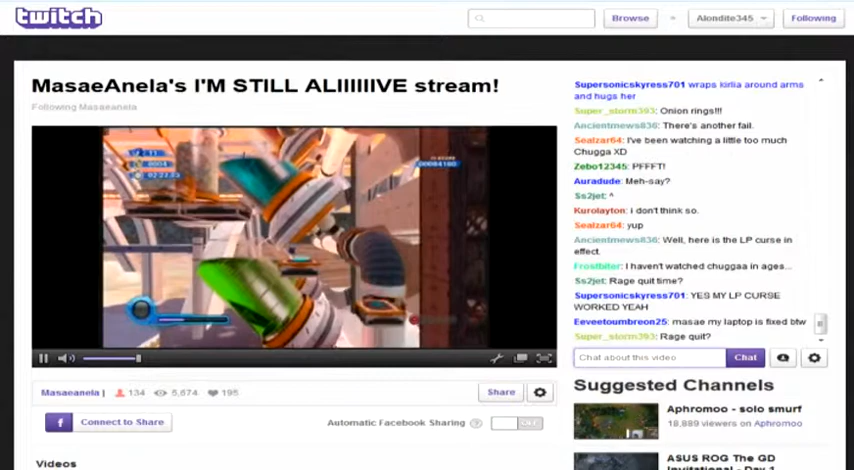 twitch
Browse
Alondite345
Following
MasaeAnela's I'M STILL ALIIIIIIVE stream!
Following Masaeanela
Supersonicskyress701 wraps kirlia around arms
and hugs her
Super_storm393: Onion rings!!!
Ancientmews836: There's another fail.
Sealzar64: I've been watching a little too much
Chugga XD
Zebo12345: PFFFT!
Auradude: Meh-say?
Ss2jet: ^
Kurolayton: i don't think so.
Sealzar64: yup
Ancientmews836: Well, here is the LP curse in
effect.
Frostbiter: I haven't watched chuggaa in ages...
Ss2jet: Rage quit time?
Supersonicskyress701: YES MY LP CURSE
WORKED YEAH
Eeveetoumbreon25: masae my laptop is fixed btw
Super_storm393: Rage quit?
Chat about this video
Chat
Masaeanela | 134 5,674 195
Share
f Connect to Share
Automatic Facebook Sharing ? OFF
Videos
Suggested Channels
Aphromoo - solo smurf
18,889 viewers on Aphromoo
ASUS ROG The GD
Invitational - Day 1